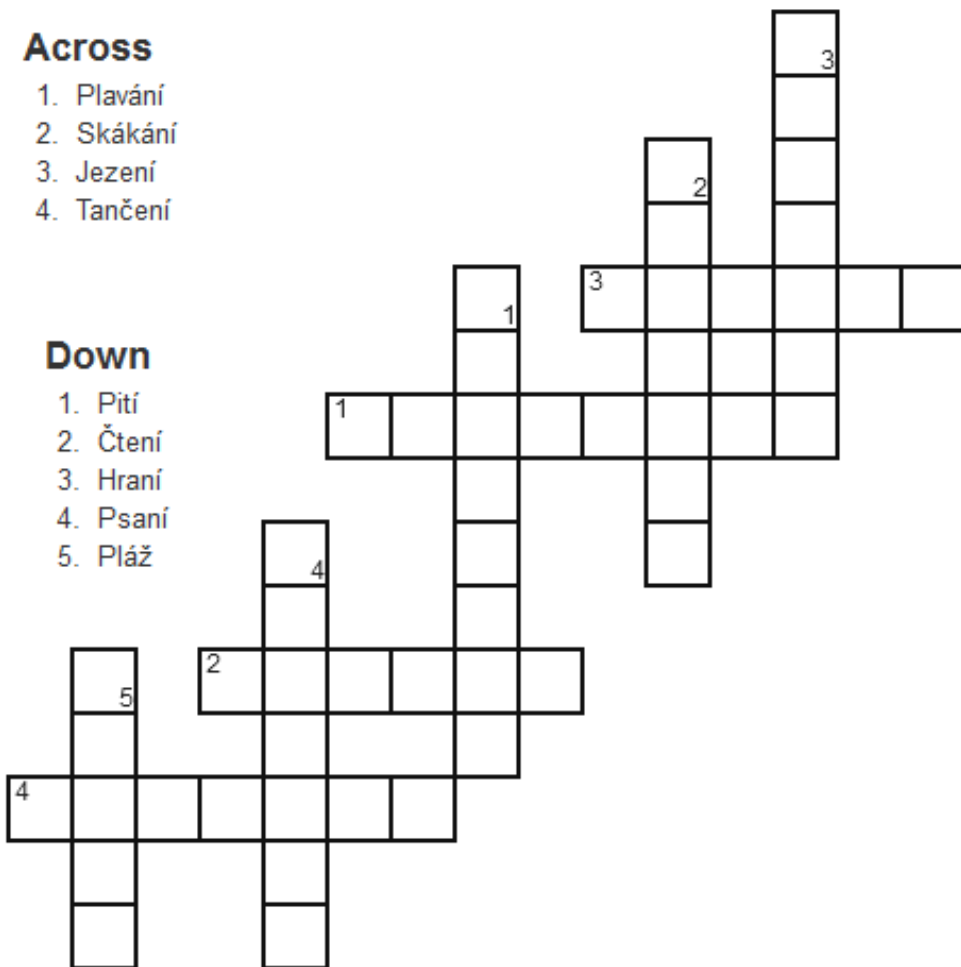 Across
1. Plavání
2. Skákání
3. Jezení
4. Tančení
Down
1. Pití
2. Čtení
3. Hraní
4. Psaní
5. Pláž
3
2
3
1
1
4
2
5
4